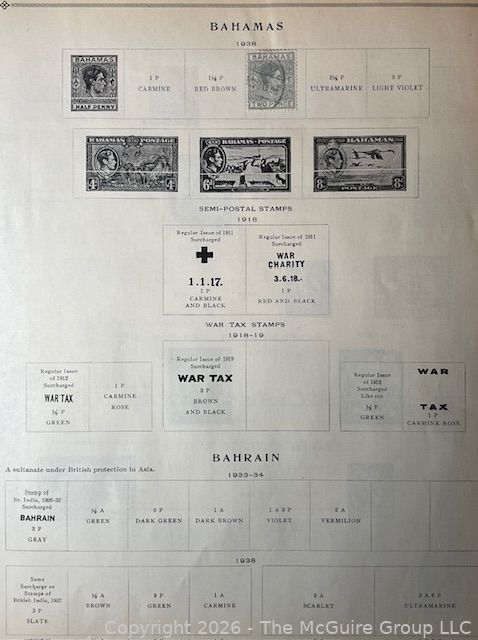 BAHAMAS
1938
BAHAMAS
HALF PENNY
1 P
CARMINE
1½ P
RED BROWN
BAHAMAS
TWO PENCE
2½ P
ULTRAMARINE
3 P
LIGHT VIOLET
BAHAMAS POSTAGE
4d
4d
BAHAMAS · POSTAGE
6d
BAHAMAS
8d
POSTAGE
8d
SEMI-POSTAL STAMPS
1918
Regular Issue of 1911
Surcharged
1.1.17.
1 P
CARMINE
AND BLACK
Regular Issue of 1911
Surcharged
WAR
CHARITY
3.6.18.
1 P
RED AND BLACK
WAR TAX STAMPS
1918-19
Regular Issue
of 1912
Surcharged
WAR TAX
½ P
GREEN
1 P
CARMINE
ROSE
Regular Issue of 1919
Surcharged
WAR TAX
3 P
BROWN
AND BLACK
Regular Issue
of 1912
Surcharged
Like cut
½ P
GREEN
WAR
TAX
1 P
CARMINE ROSE
BAHRAIN
A sultanate under British protection in Asia.
1933-34
Stamp of
Br. India, 1926-32
Surcharged
BAHRAIN
3 P
GRAY
½ A
GREEN
9 P
DARK GREEN
1 A
DARK BROWN
1 A 3 P
VIOLET
2 A
VERMILION
1938
Same
Surcharge on
Stamps of
British India, 1937
3 P
SLATE
½ A
BROWN
9 P
GREEN
1 A
CARMINE
2 A
SCARLET
2 A 6 P
ULTRAMARINE
Copyright 2026 - The McGuire Group LLC